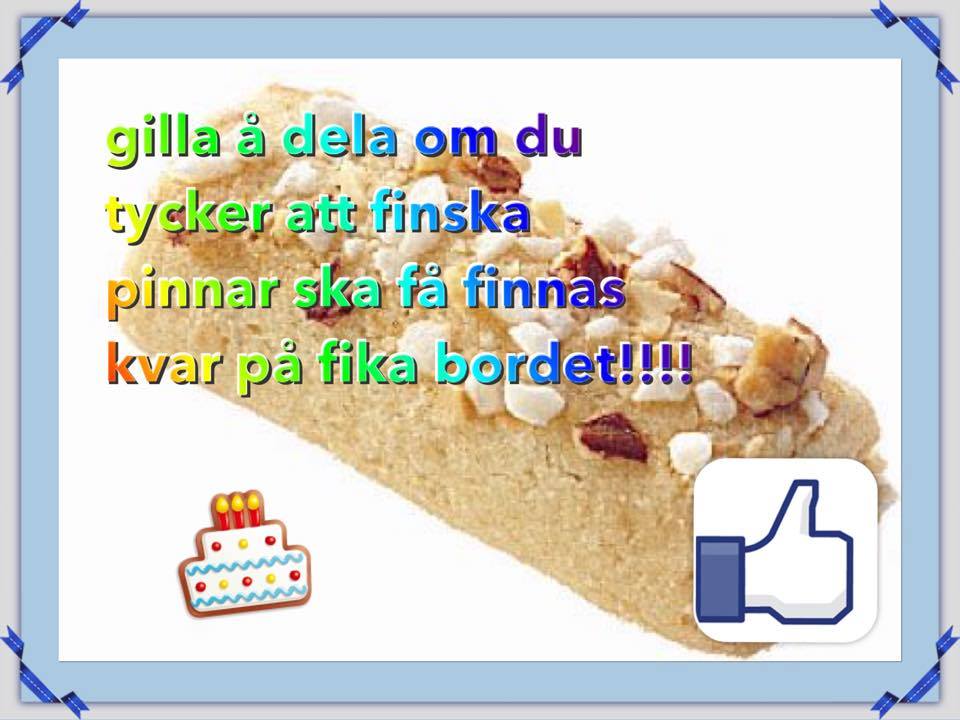 gilla å dela om du
tycker att finska
pinnar ska få finnas
kvar på fika bordet!!!!